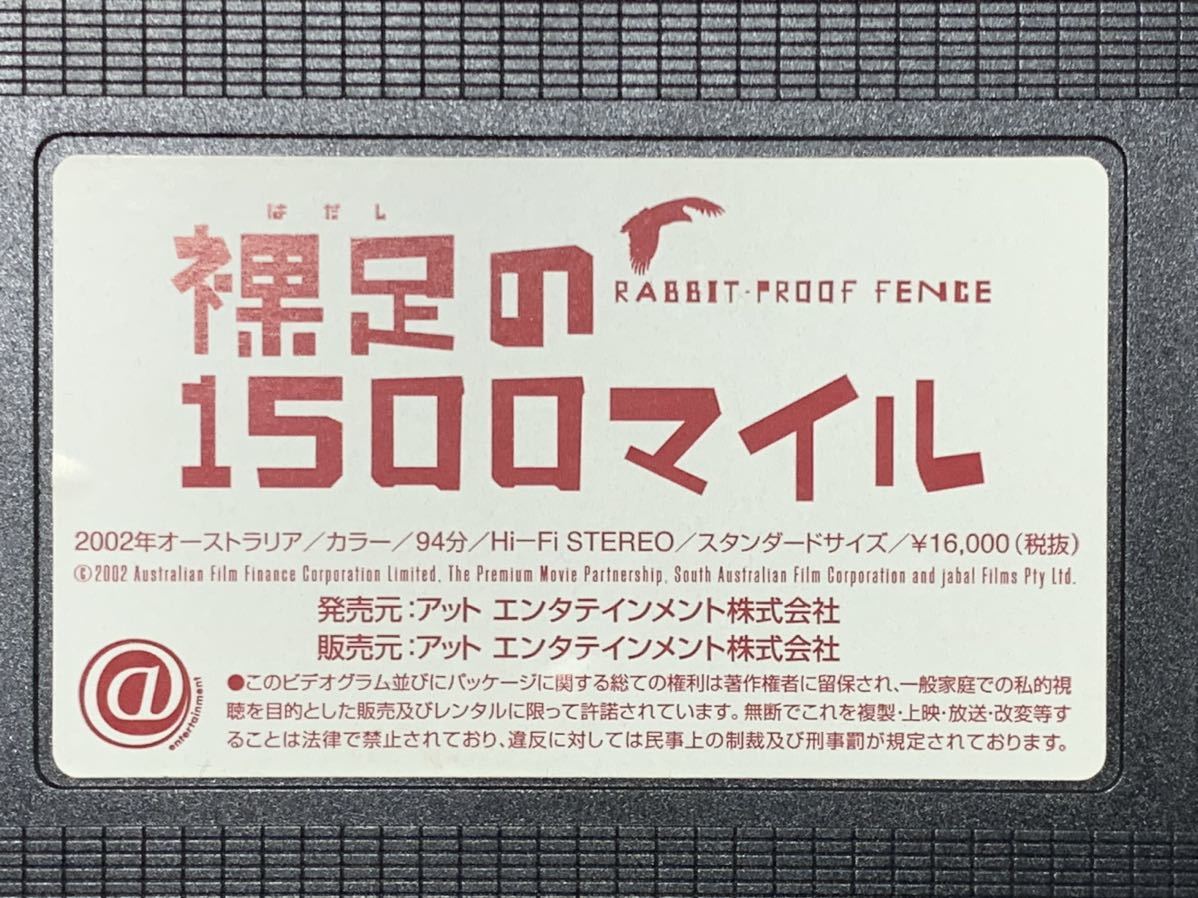 はだし
裸足の
RABBIT-PROOF FENCE
1500マイル
2002年オーストラリア/カラー/94分/Hi-Fi STEREO/スタンダードサイズ/¥16,000(税抜)
©2002 Australian Film Finance Corporation Limited, The Premium Movie Partnership, South Australian Film Corporation and jabal Films Pty Ltd.
発売元:アット エンタテインメント株式会社
販売元:アット エンタテインメント株式会社
@ entertainment
●このビデオグラム並びにパッケージに関する総ての権利は著作権者に留保され、一般家庭での私的視
聴を目的とした販売及びレンタルに限って許諾されています。無断でこれを複製・上映・放送・改変等す
ることは法律で禁止されており、違反に対しては民事上の制裁及び刑事罰が規定されております。